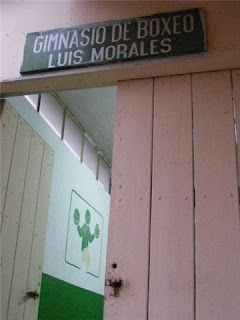 GIMNASIO DE BOXEO
LUIS MORALES